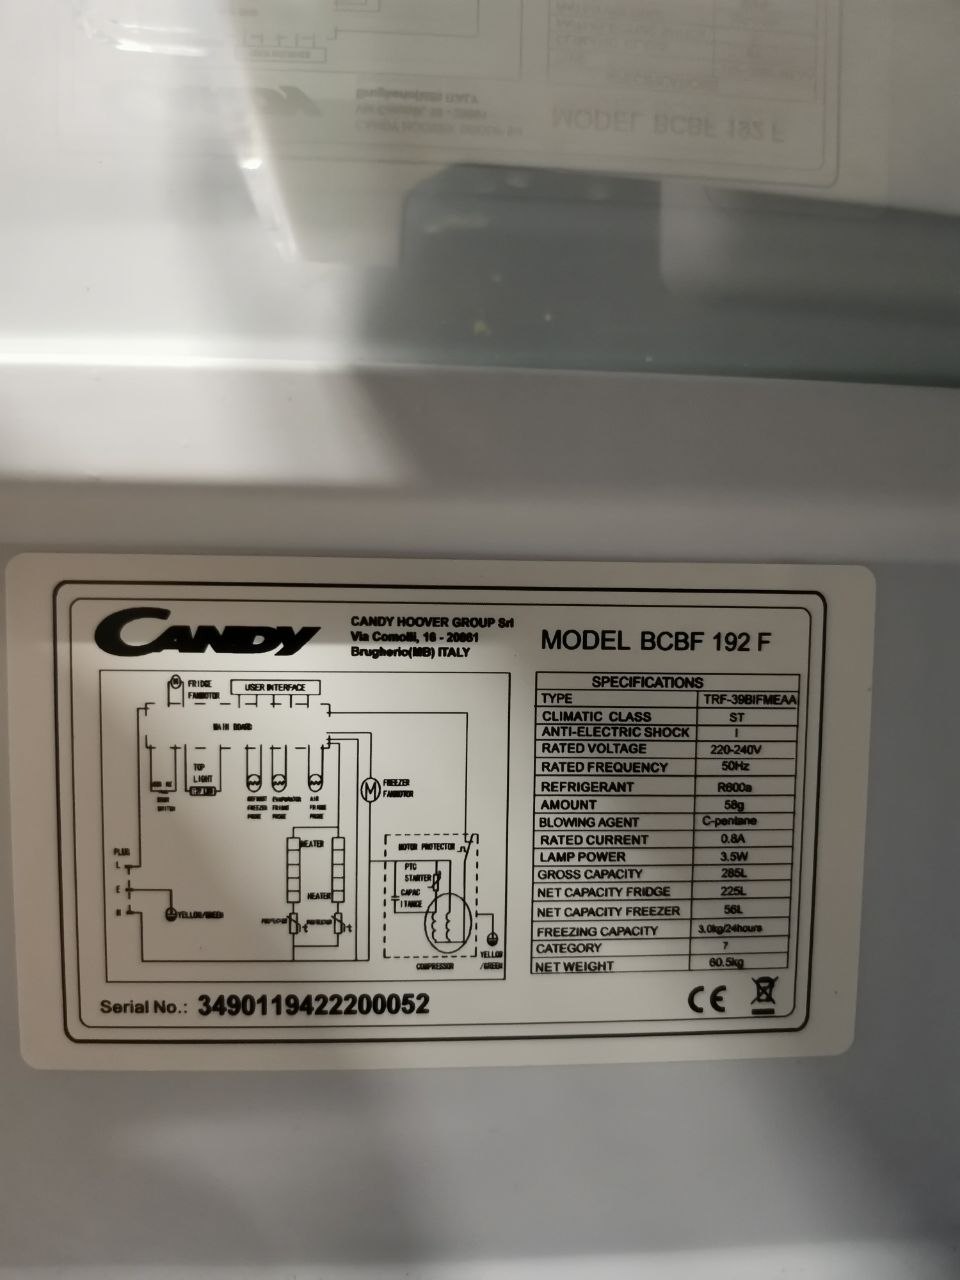 MODEL BCBF 192 F
CANDY
CANDY HOOVER GROUP Srl
Via Comolli, 16 - 20861
Brugherio(MB) ITALY
MODEL BCBF 192 F
FRIDGE
FANMOTOR
USER INTERFACE
MAIN BOARD
TOP
LIGHT
M
FREEZER
FANMOTOR
PLUG
L
E
N
YELLOW/GREEN
HEATER
HEATER
MOTOR PROTECTOR
PTC
STARTER
CAPAC
ITANCE
COMPRESSOR
YELLOW
/GREEN
SPECIFICATIONS
TYPE TRF-39BIFMEAA
CLIMATIC CLASS ST
ANTI-ELECTRIC SHOCK I
RATED VOLTAGE 220-240V
RATED FREQUENCY 50Hz
REFRIGERANT R600a
AMOUNT 58g
BLOWING AGENT C-pentane
RATED CURRENT 0.8A
LAMP POWER 3.5W
GROSS CAPACITY 285L
NET CAPACITY FRIDGE 225L
NET CAPACITY FREEZER 56L
FREEZING CAPACITY 3.0kg/24hours
CATEGORY 7
NET WEIGHT 60.5kg
Serial No.: 3490119422200052
CE